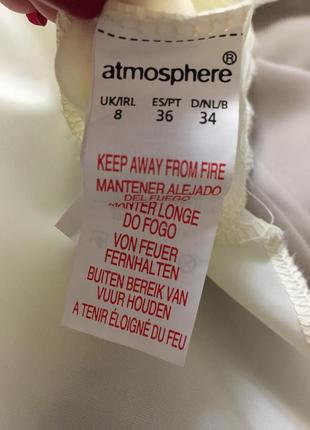 atmosphere®
UK/IRL ES/PT D/NL/B
8 36 34
KEEP AWAY FROM FIRE
MANTENER ALEJADO
DEL FUEGO
MANTER LONGE
DO FOGO
VON FEUER
FERNHALTEN
BUITEN BEREIK VAN
VUUR HOUDEN
A TENIR ÉLOIGNÉ DU FEU